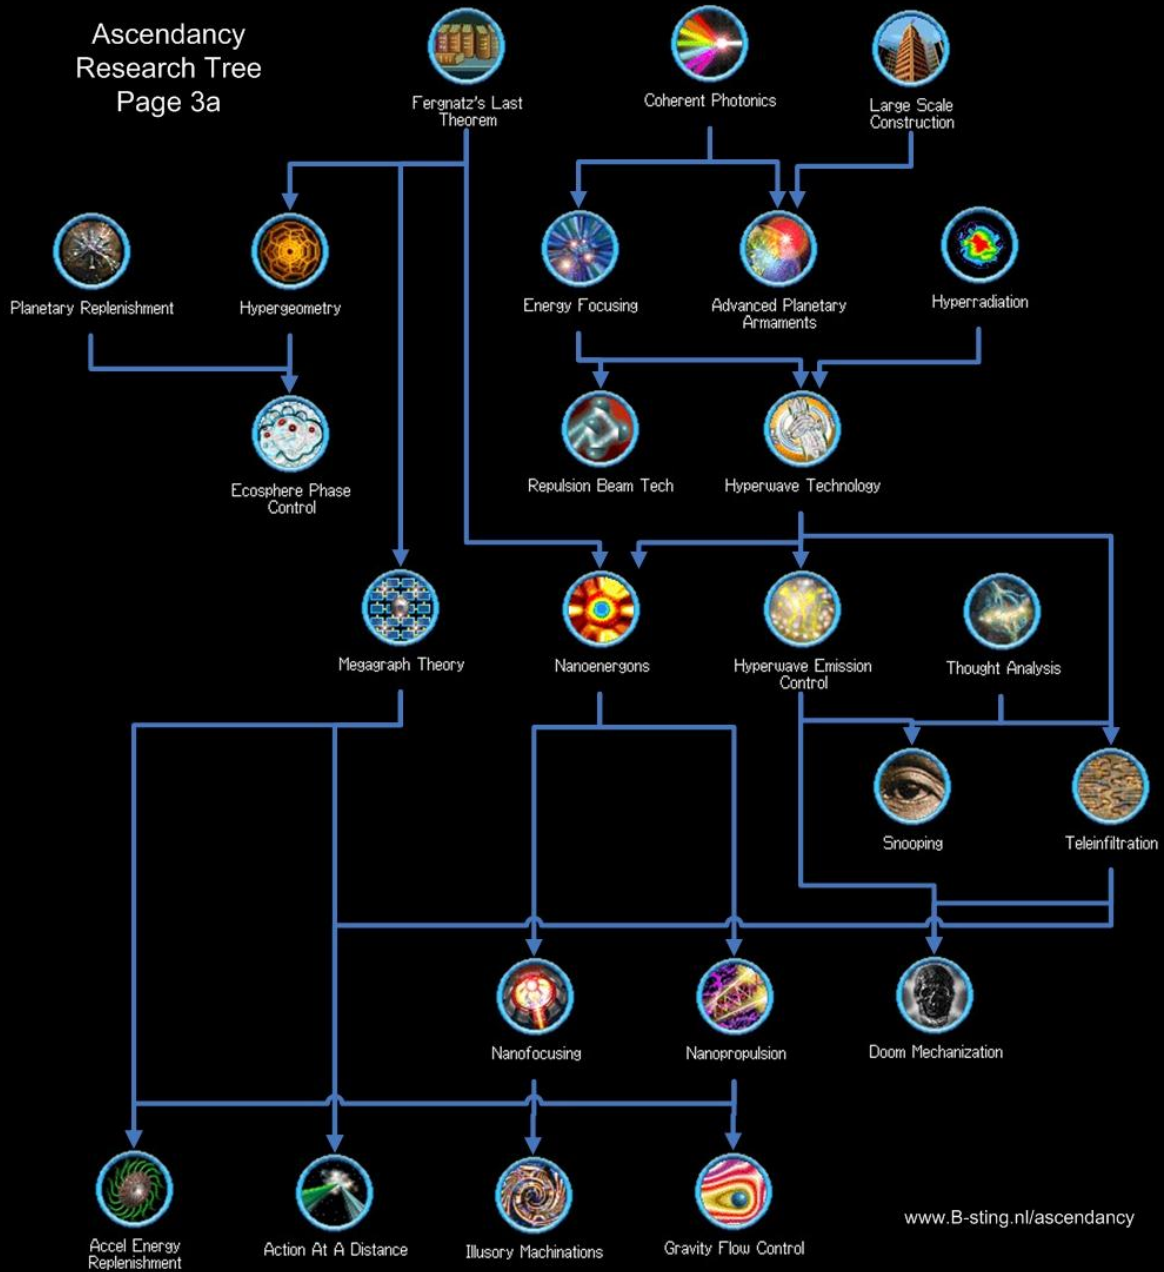 Ascendancy
Research Tree
Page 3a
Fergnatz's Last
Theorem
Coherent Photonics
Large Scale
Construction
Planetary Replenishment
Hypergeometry
Energy Focusing
Advanced Planetary
Armaments
Hyperradiation
Ecosphere Phase
Control
Repulsion Beam Tech
Hyperwave Technology
Megagraph Theory
Nanoenergons
Hyperwave Emission
Control
Thought Analysis
Snooping
Teleinfiltration
Nanofocusing
Nanopropulsion
Doom Mechanization
Accel Energy
Replenishment
Action At A Distance
Illusory Machinations
Gravity Flow Control
www.B-sting.nl/ascendancy